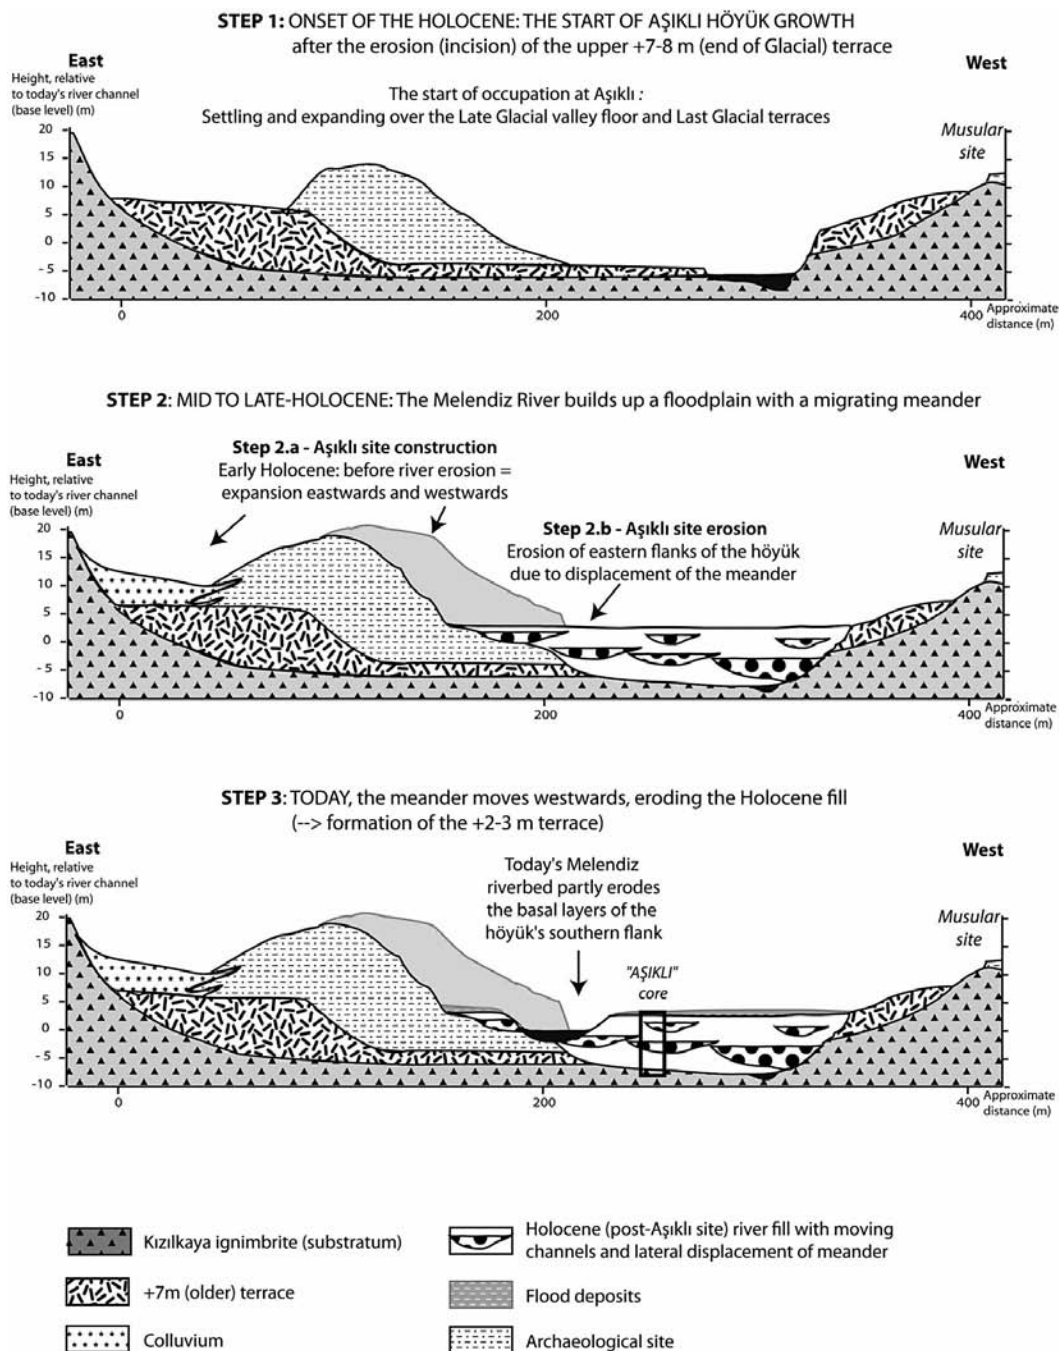 STEP 1: ONSET OF THE HOLOCENE: THE START OF AŞIKLI HÖYÜK GROWTH
after the erosion (incision) of the upper +7-8 m (end of Glacial) terrace
East
West
Height, relative
to today's river channel
(base level) (m)
The start of occupation at Aşıklı :
Settling and expanding over the Late Glacial valley floor and Last Glacial terraces
Musular
site
20
15
10
5
0
-5
-10
0
200
400
Approximate
distance (m)
STEP 2: MID TO LATE-HOLOCENE: The Melendiz River builds up a floodplain with a migrating meander
East
West
Height, relative
to today's river channel
(base level) (m)
Step 2.a - Aşıklı site construction
Early Holocene: before river erosion =
expansion eastwards and westwards
Step 2.b - Aşıklı site erosion
Erosion of eastern flanks of the höyük
due to displacement of the meander
Musular
site
20
15
10
5
0
-5
-10
0
200
400
Approximate
distance (m)
STEP 3: TODAY, the meander moves westwards, eroding the Holocene fill
(--> formation of the +2-3 m terrace)
East
West
Height, relative
to today's river channel
(base level) (m)
Today's Melendiz
riverbed partly erodes
the basal layers of the
höyük's southern flank
"AŞIKLI"
core
Musular
site
20
15
10
5
0
-5
-10
0
200
400
Approximate
distance (m)
Kızılkaya ignimbrite (substratum)
+7m (older) terrace
Colluvium
Holocene (post-Aşıklı site) river fill with moving
channels and lateral displacement of meander
Flood deposits
Archaeological site